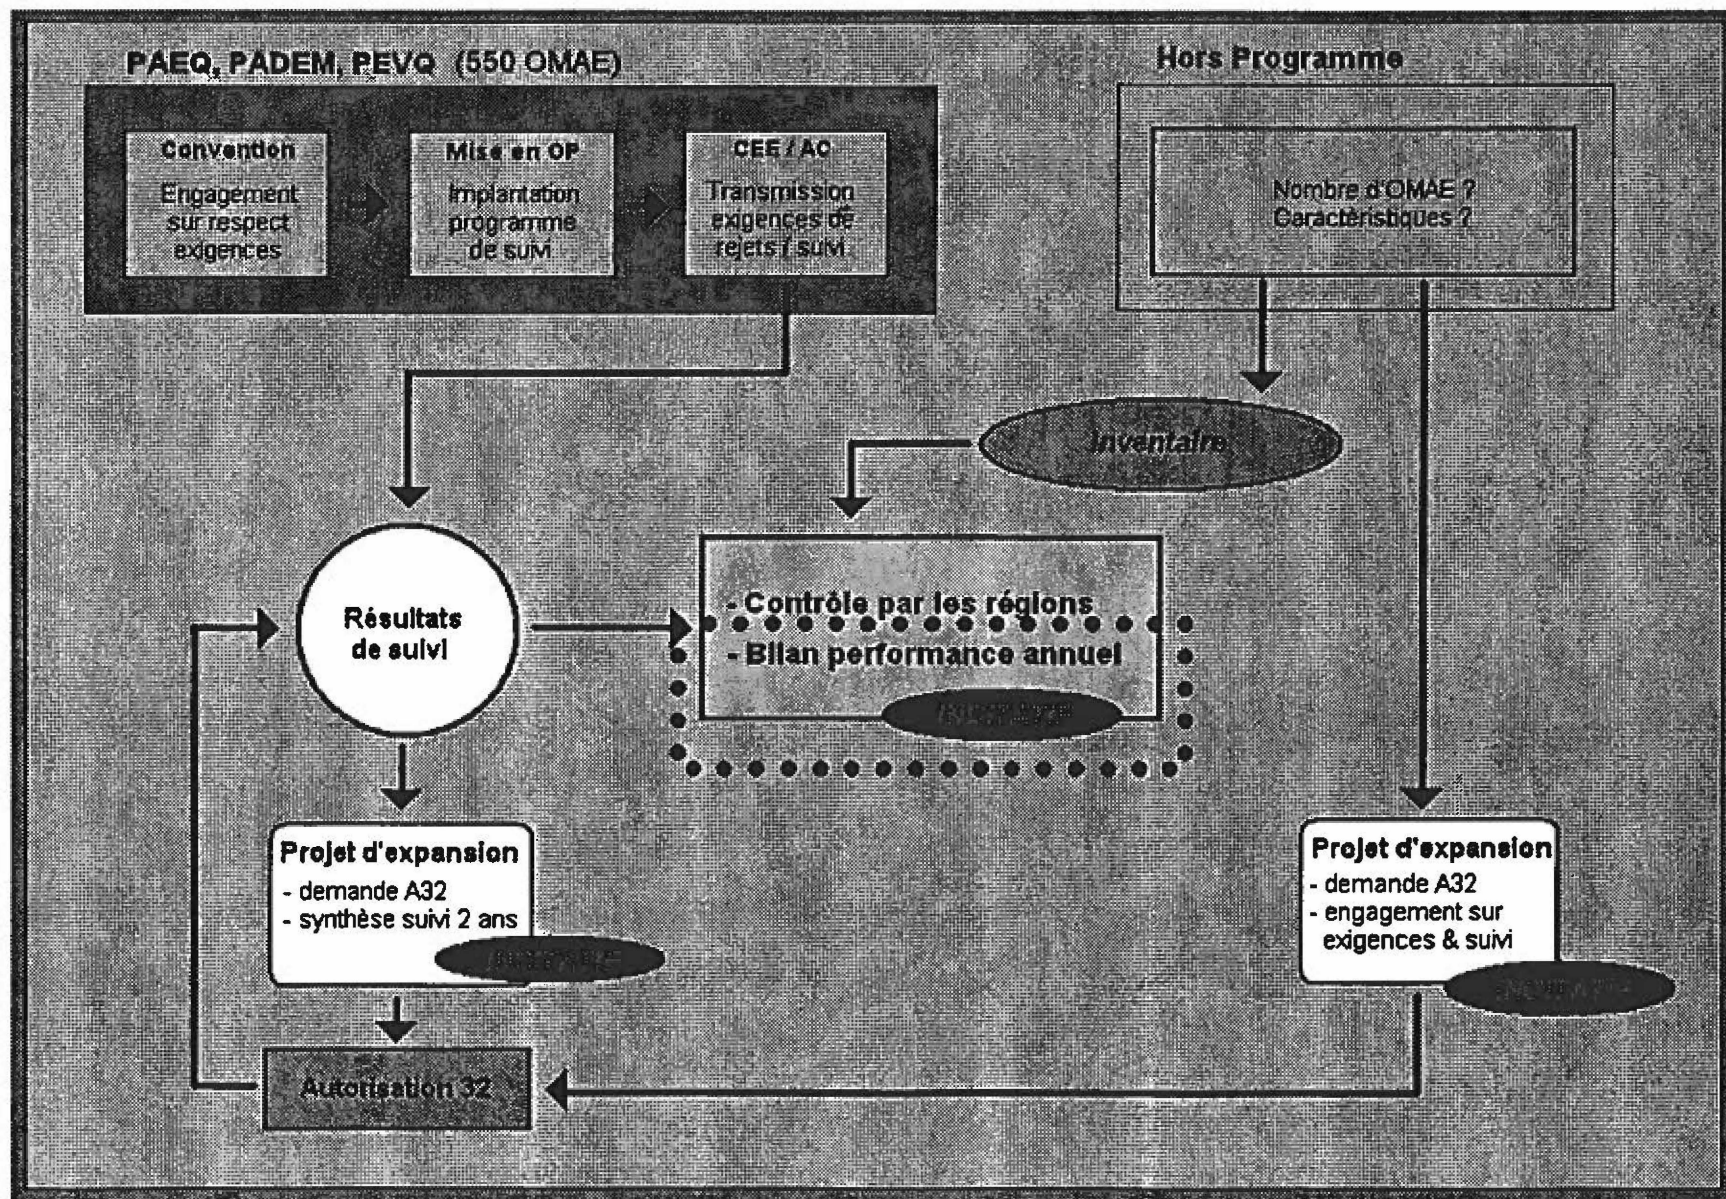 PAEQ, PADEM, PEVQ (550 OMAE)
Convention
Engagement
sur respect
exigences
Mise en OP
Implantation
programme
de suivi
CEE / AC
Transmission
exigences de
rejets / suivi
Hors Programme
Nombre d'OMAE ?
Caractéristiques ?
Inventaire
Résultats
de suivi
- Contrôle par les régions
- Bilan performance annuel
Projet d'expansion
- demande A32
- synthèse suivi 2 ans
Projet d'expansion
- demande A32
- engagement sur
exigences & suivi
Autorisation 32